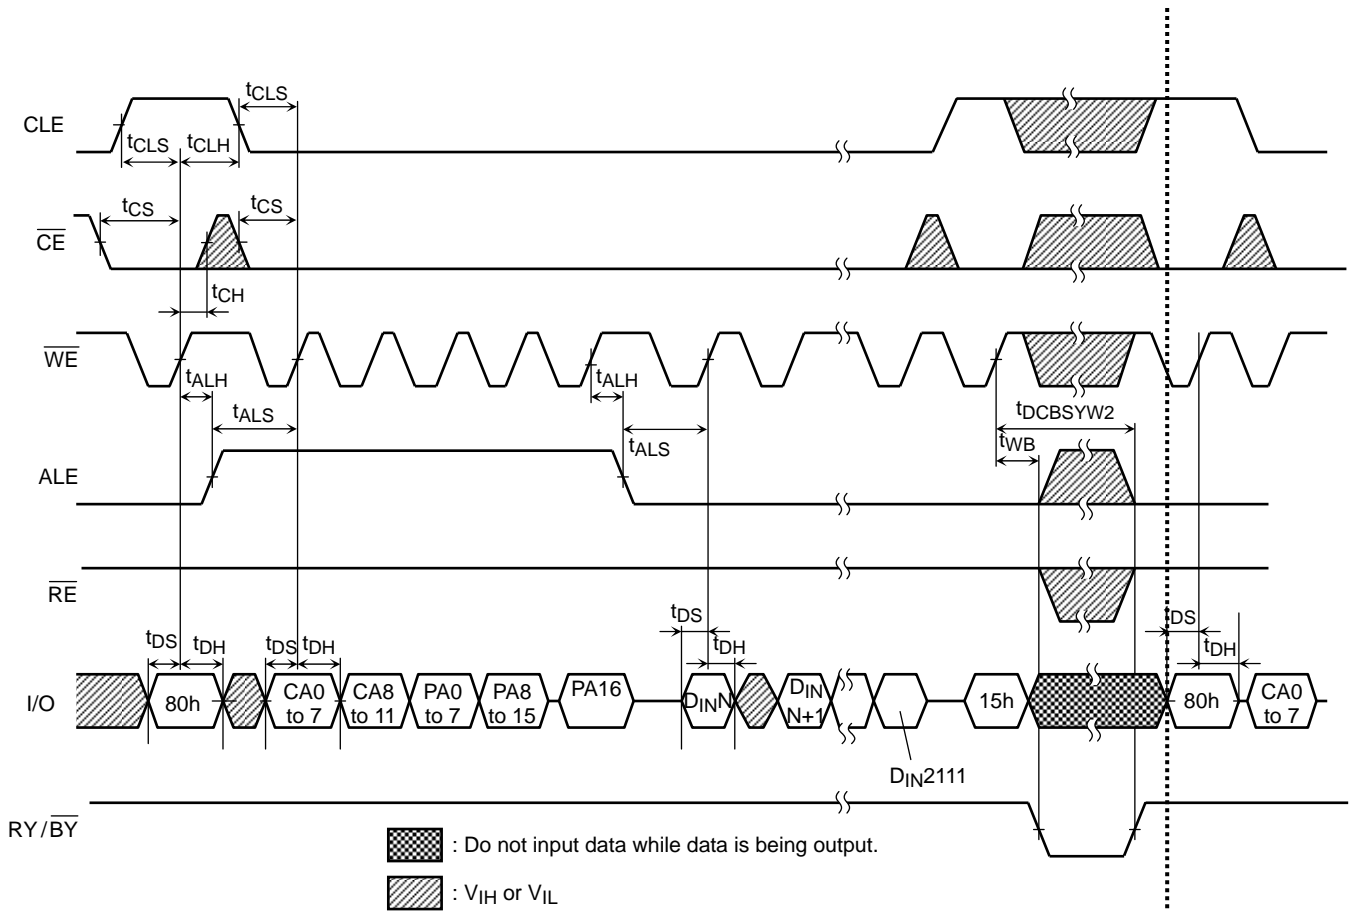 CLE
tCLS
tCLS
tCLH
CE
tCS
tCS
tCH
WE
tALH
tALS
tALH
tALS
tDCBSYW2
tWB
ALE
RE
I/O
tDS
tDH
tDS
tDH
tDS
tDH
DS
tDH
80h
CA0
to 7
CA8
to 11
PA0
to 7
PA8
to 15
PA16
DINN
DIN
N+1
DIN2111
15h
80h
CA0
to 7
RY/BY
: Do not input data while data is being output.
: VIH or VIL